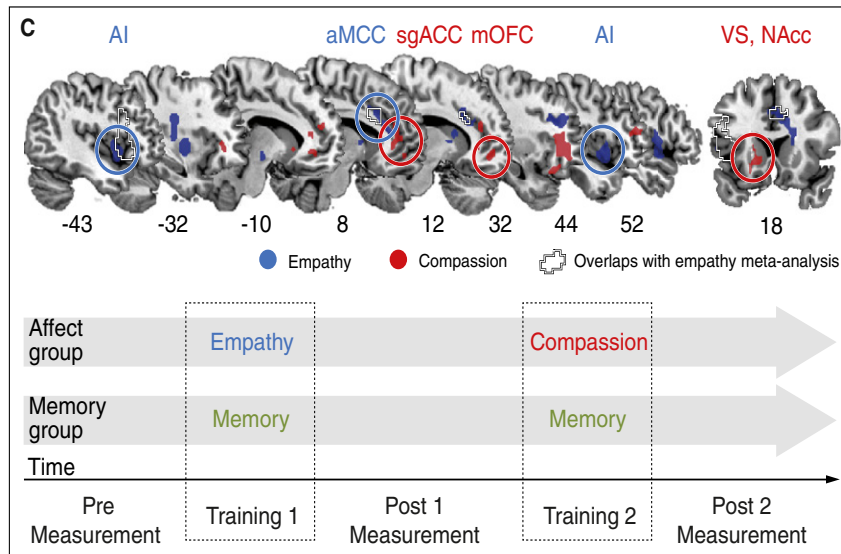 C
AI aMCC sgACC mOFC AI VS, NAcc
-43 -32 -10 8 12 32 44 52 18
Empathy Compassion Overlaps with empathy meta-analysis
Affect
group
Empathy Compassion
Memory
group
Memory Memory
Time
Pre
Measurement
Training 1
Post 1
Measurement
Training 2
Post 2
Measurement